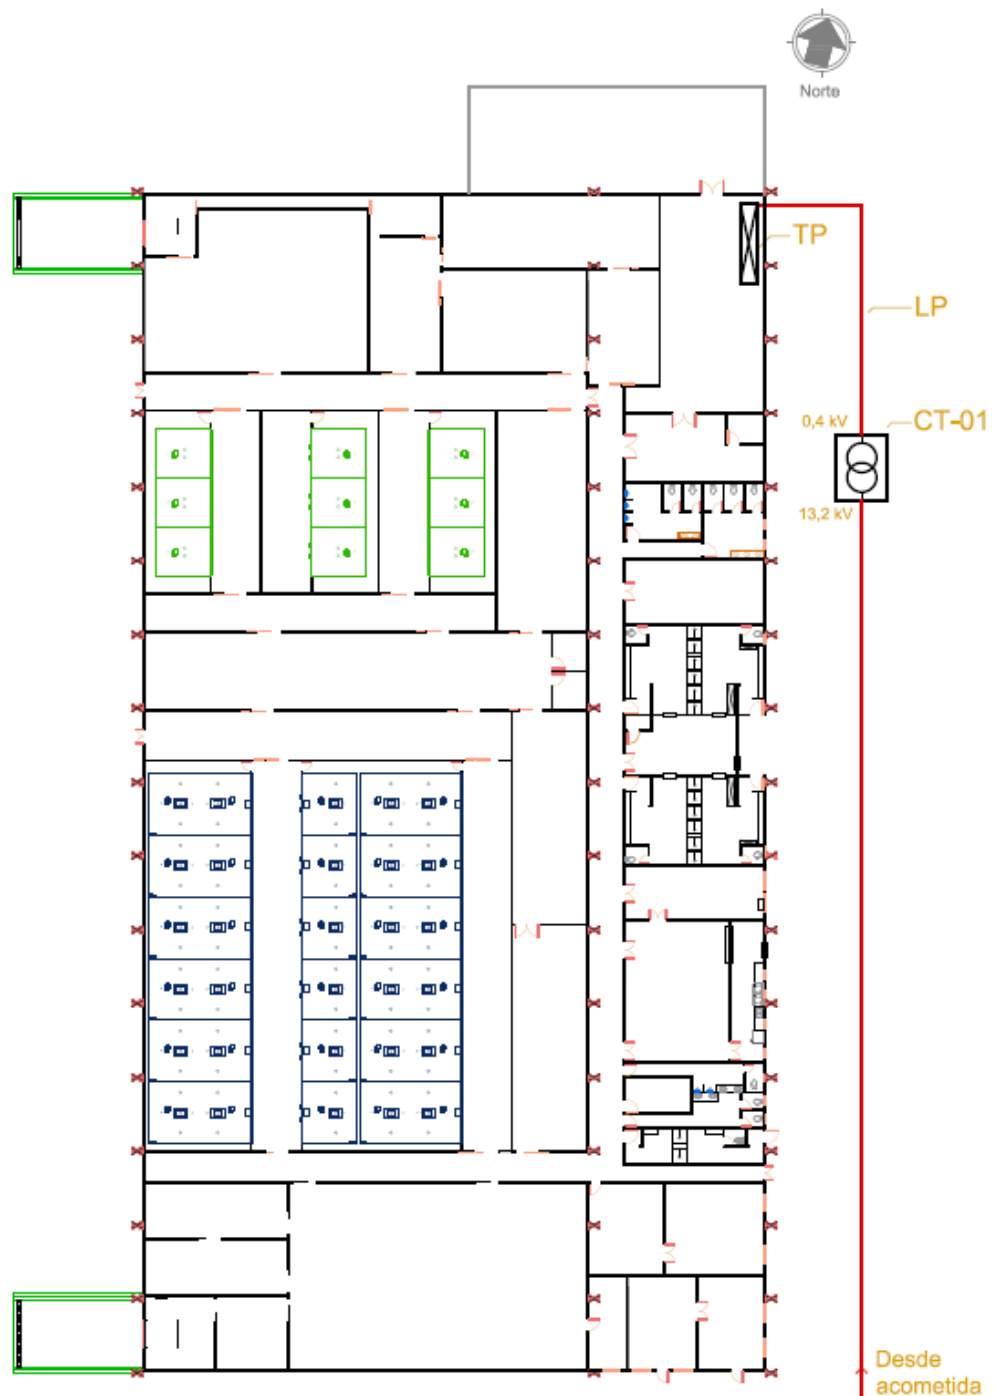 Norte
TP
LP
0,4 kV
CT-01
13,2 kV
Desde
acometida